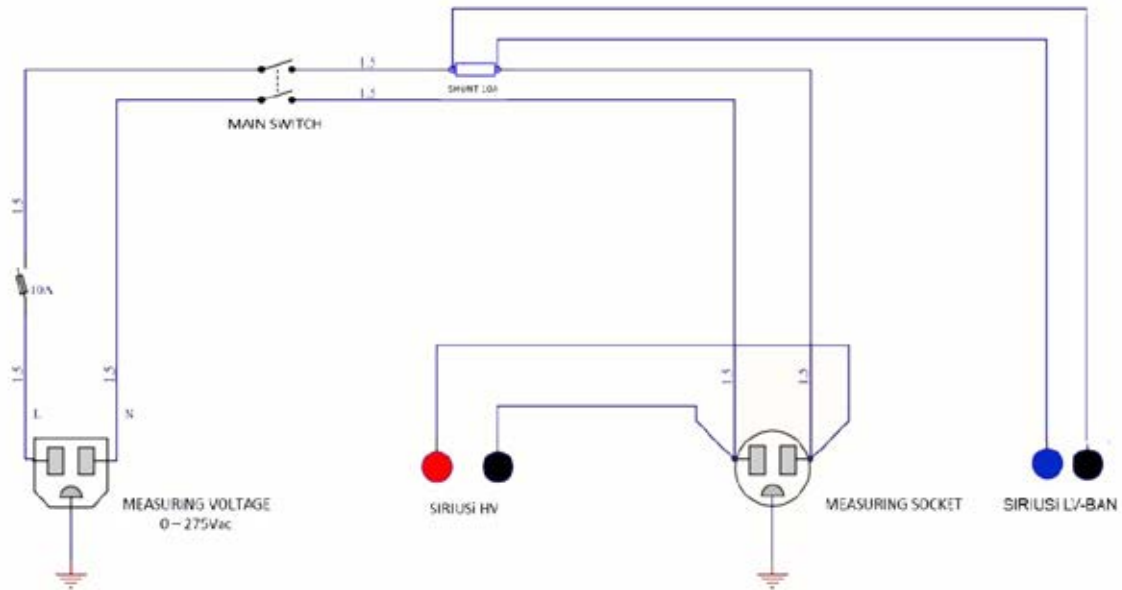 1.5
SHUNT 10A
1.5
MAIN SWITCH
1.5
10A
1.5
1.5
1.5
1.5
L
N
MEASURING VOLTAGE
0-275Vac
SIRIUSi HV
MEASURING SOCKET
SIRIUSi LV-BAN